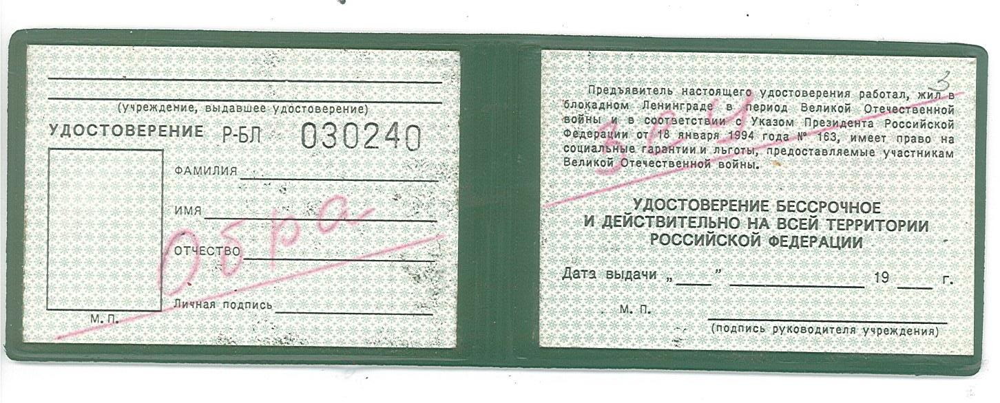 (учреждение, выдавшее удостоверение)
УДОСТОВЕРЕНИЕ Р-БЛ 030240
ФАМИЛИЯ
ИМЯ
ОТЧЕСТВО
Личная подпись
М. П.
Обра
3
Предъявитель настоящего удостоверения работал, жил в
блокадном Ленинграде в период Великой Отечественной
войны и в соответствии с Указом Президента Российской
Федерации от 18 января 1994 года № 163, имеет право на
социальные гарантии и льготы, предоставляемые участникам
Великой Отечественной войны.
зец
УДОСТОВЕРЕНИЕ БЕССРОЧНОЕ
И ДЕЙСТВИТЕЛЬНО НА ВСЕЙ ТЕРРИТОРИИ
РОССИЙСКОЙ ФЕДЕРАЦИИ
Дата выдачи „ ” 19 г.
М. П.
(подпись руководителя учреждения)